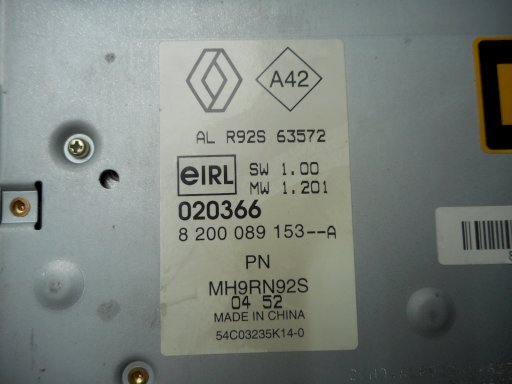 A42
AL R92S 63572
eIRL
SW 1.00
MW 1.201
020366
8 200 089 153--A
PN
MH9RN92S
04 52
MADE IN CHINA
54C03235K14-0